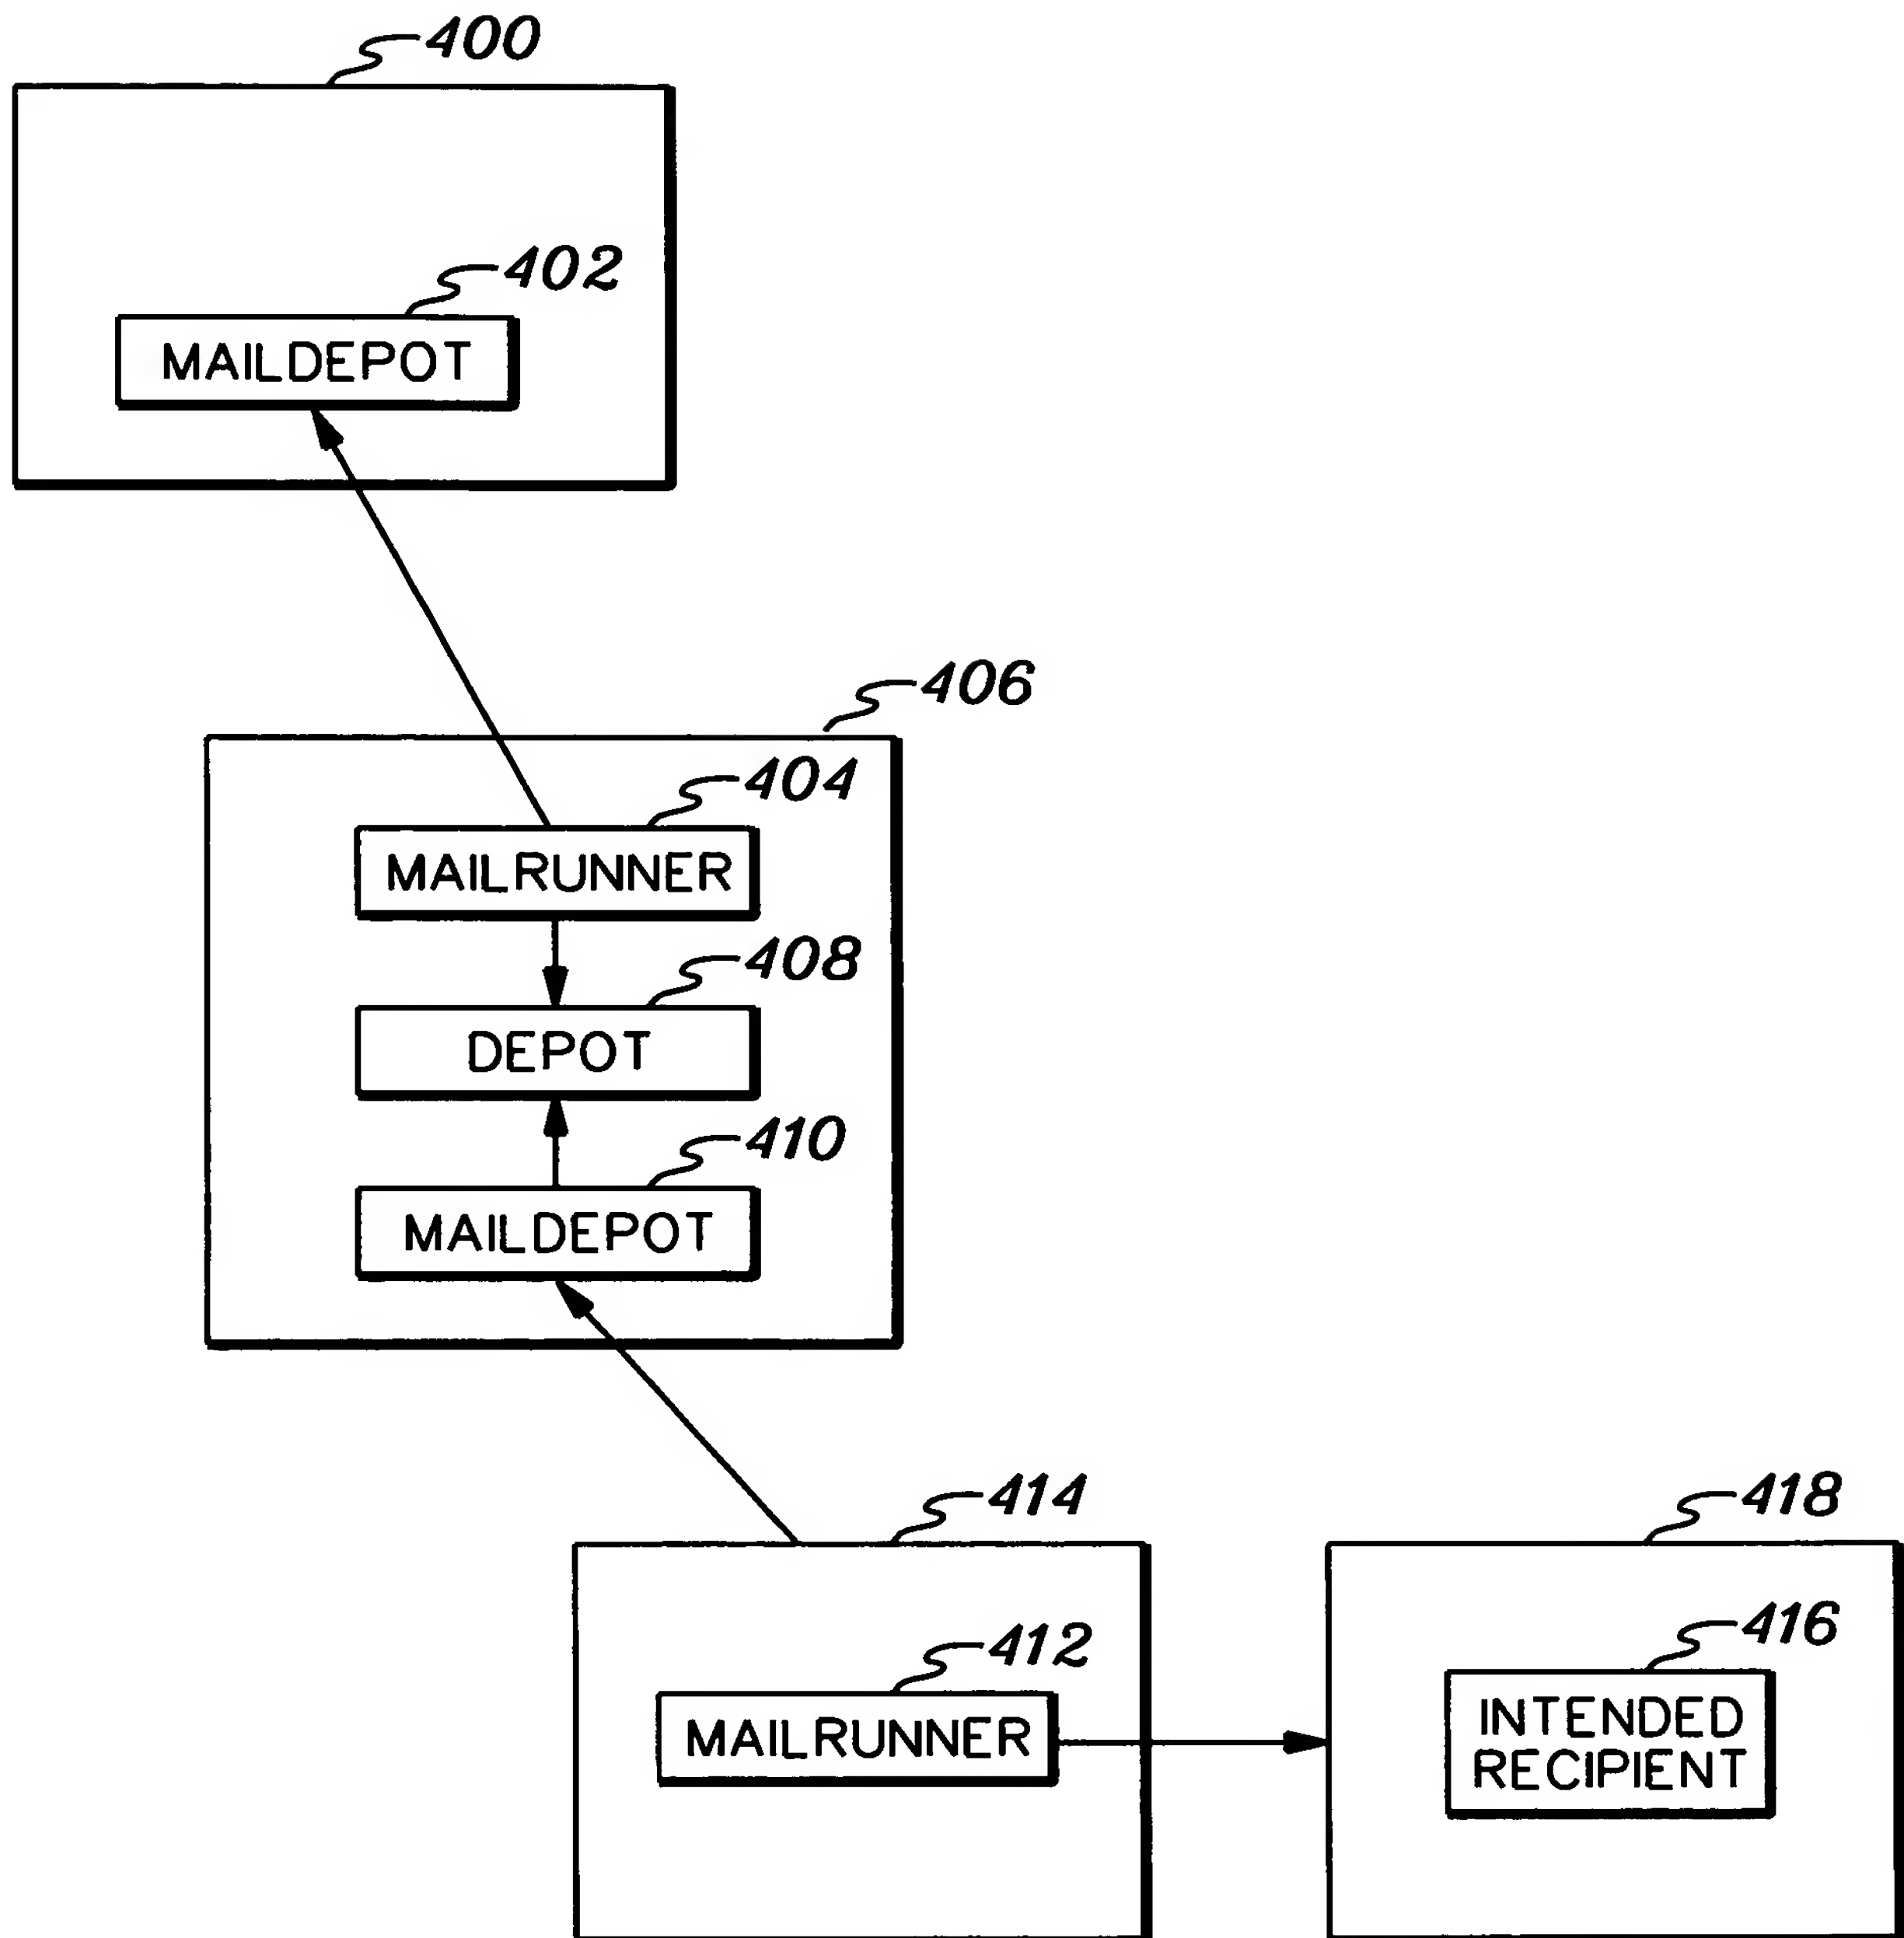 400
402
MAILDEPOT
406
404
MAILRUNNER
408
DEPOT
410
MAILDEPOT
414
418
412
MAILRUNNER
416
INTENDED
RECIPIENT